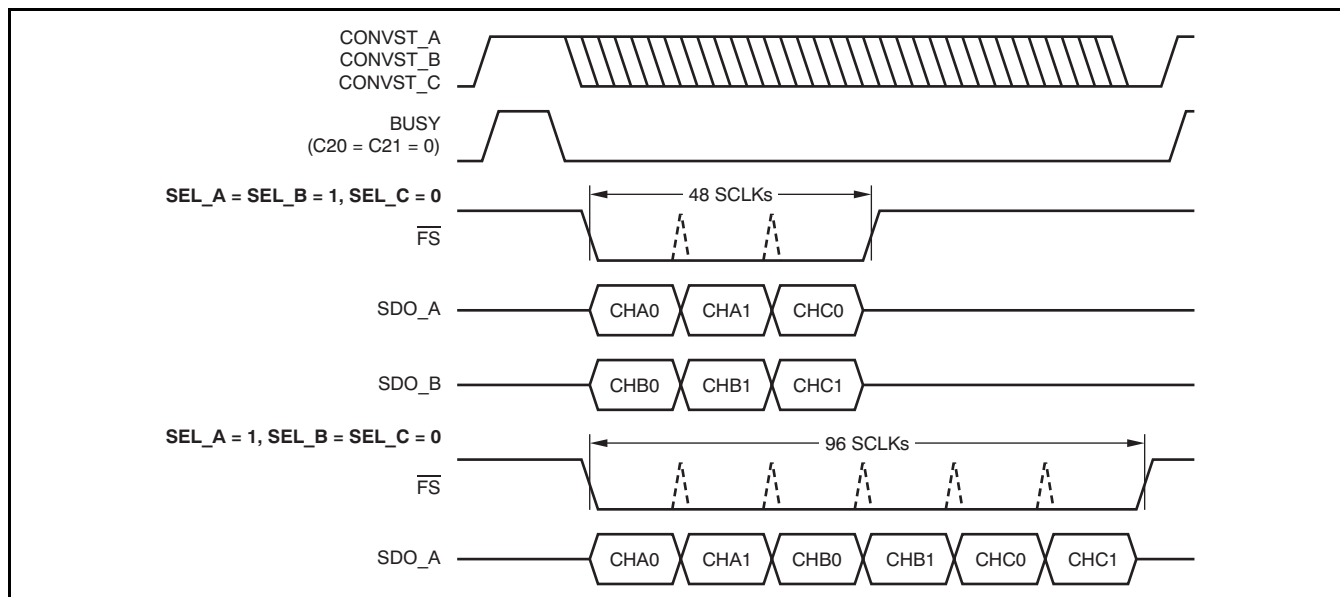 CONVST_A
CONVST_B
CONVST_C
BUSY
(C20 = C21 = 0)
SEL_A = SEL_B = 1, SEL_C = 0
48 SCLKs
FS
SDO_A CHA0 CHA1 CHC0
SDO_B CHB0 CHB1 CHC1
SEL_A = 1, SEL_B = SEL_C = 0
96 SCLKs
FS
SDO_A CHA0 CHA1 CHB0 CHB1 CHC0 CHC1